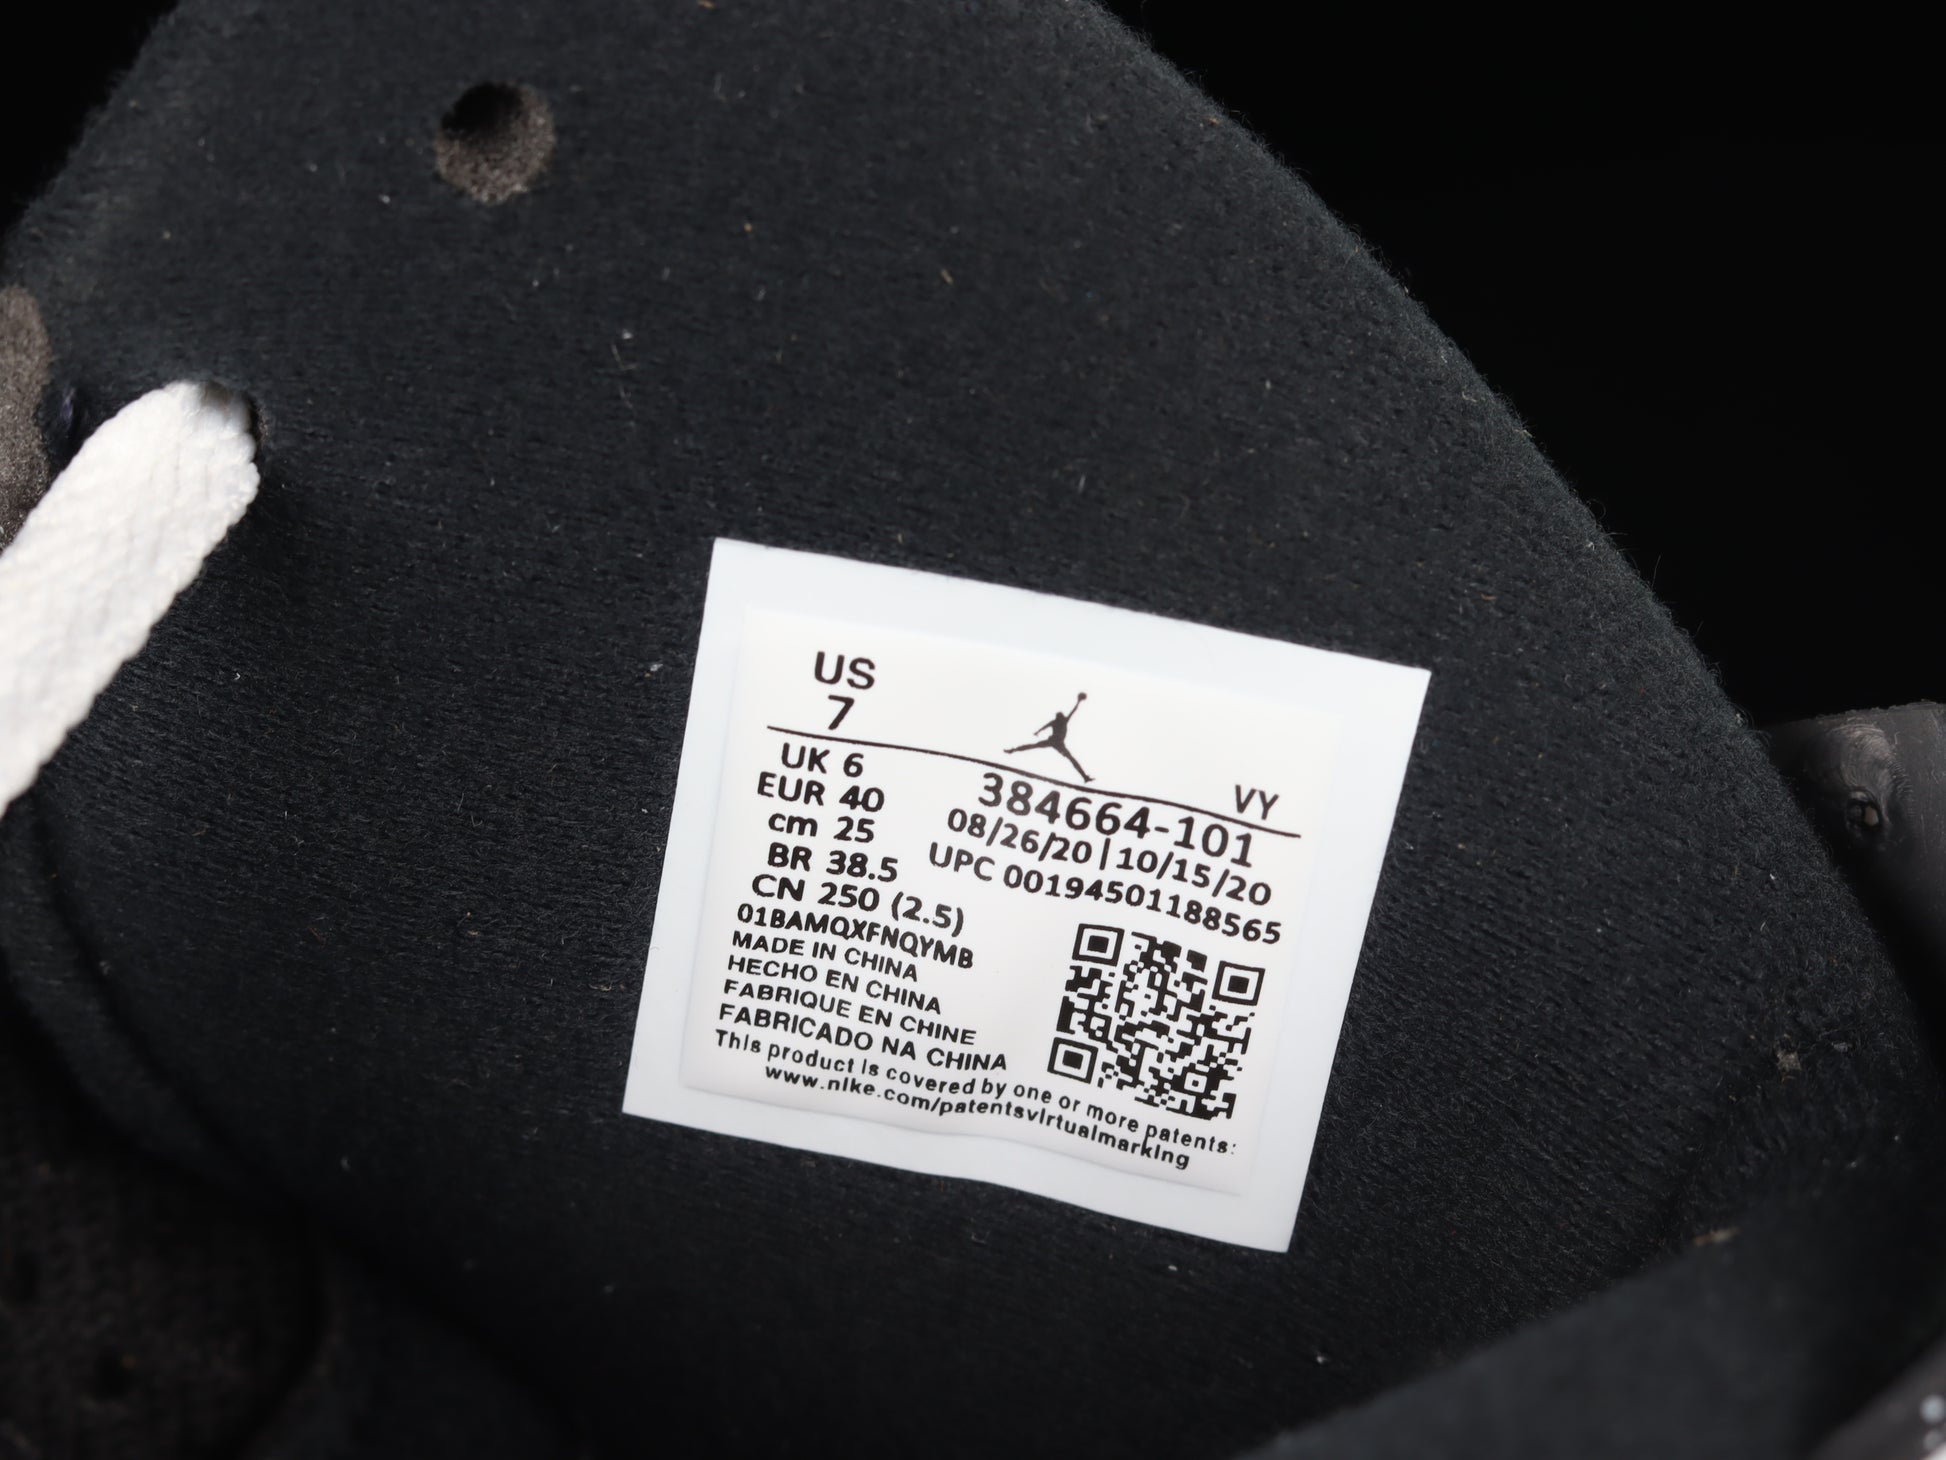 US
7
VY
UK 6
EUR 40
cm 25
BR 38.5
CN 250 (2.5)
384664-101
08/26/20|10/15/20
UPC 00194501188565
01BAMQXFNQYMB
MADE IN CHINA
HECHO EN CHINA
FABRIQUE EN CHINE
FABRICADO NA CHINA
This product is covered by one or more patents:
www.nike.com/patentsvirtualmarking